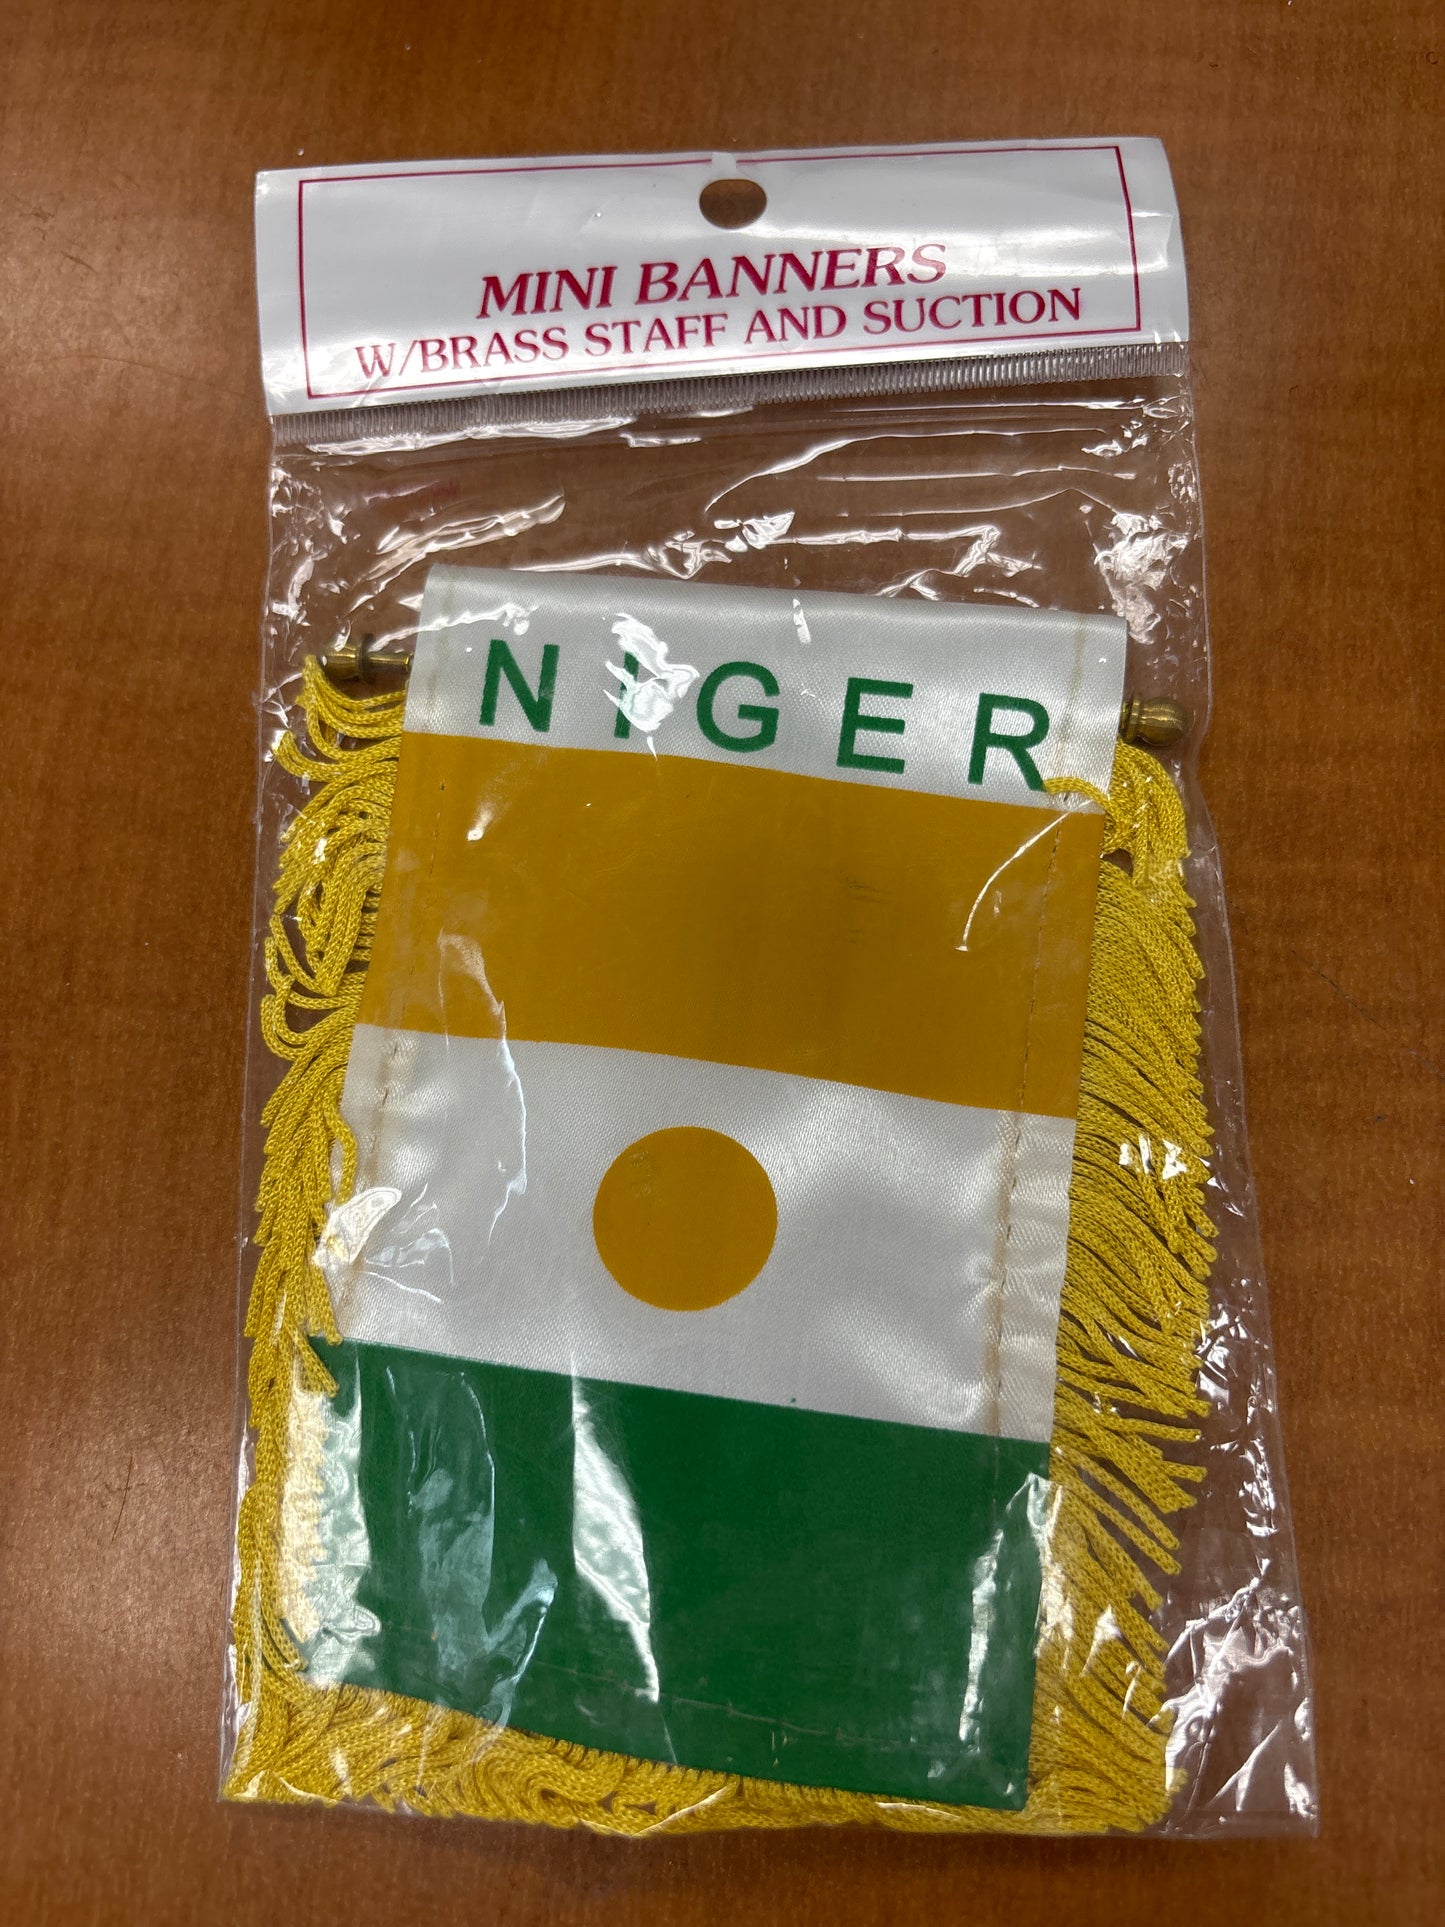 MINI BANNERS
W/BRASS STAFF AND SUCTION
NIGER